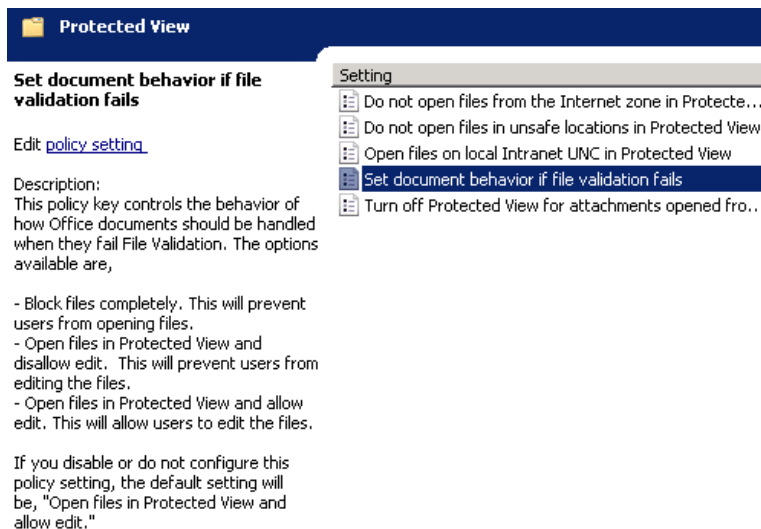 Protected View
Set document behavior if file
validation fails
Edit policy setting
Description:
This policy key controls the behavior of
how Office documents should be handled
when they fail File Validation. The options
available are,
- Block files completely. This will prevent
users from opening files.
- Open files in Protected View and
disallow edit.  This will prevent users from
editing the files.
- Open files in Protected View and allow
edit. This will allow users to edit the files.
If you disable or do not configure this
policy setting, the default setting will
be, "Open files in Protected View and
allow edit."
Setting
Do not open files from the Internet zone in Protecte...
Do not open files in unsafe locations in Protected View
Open files on local Intranet UNC in Protected View
Set document behavior if file validation fails
Turn off Protected View for attachments opened fro...